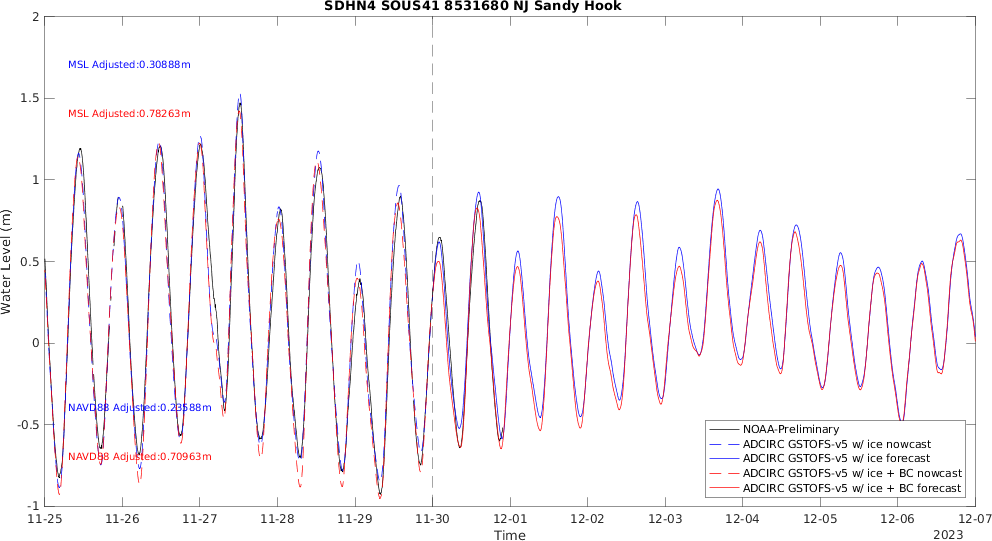 SDHN4 SOUS41 8531680 NJ Sandy Hook
2
1.5
1
0.5
0
-0.5
-1
Water Level (m)
MSL Adjusted:0.30888m
MSL Adjusted:0.78263m
NAVD88 Adjusted:0.23588m
NAVD88 Adjusted:0.70963m
NOAA-Preliminary
ADCIRC GSTOFS-v5 w/ ice nowcast
ADCIRC GSTOFS-v5 w/ ice forecast
ADCIRC GSTOFS-v5 w/ ice + BC nowcast
ADCIRC GSTOFS-v5 w/ ice + BC forecast
11-25 11-26 11-27 11-28 11-29 11-30 12-01 12-02 12-03 12-04 12-05 12-06 12-07
Time
2023